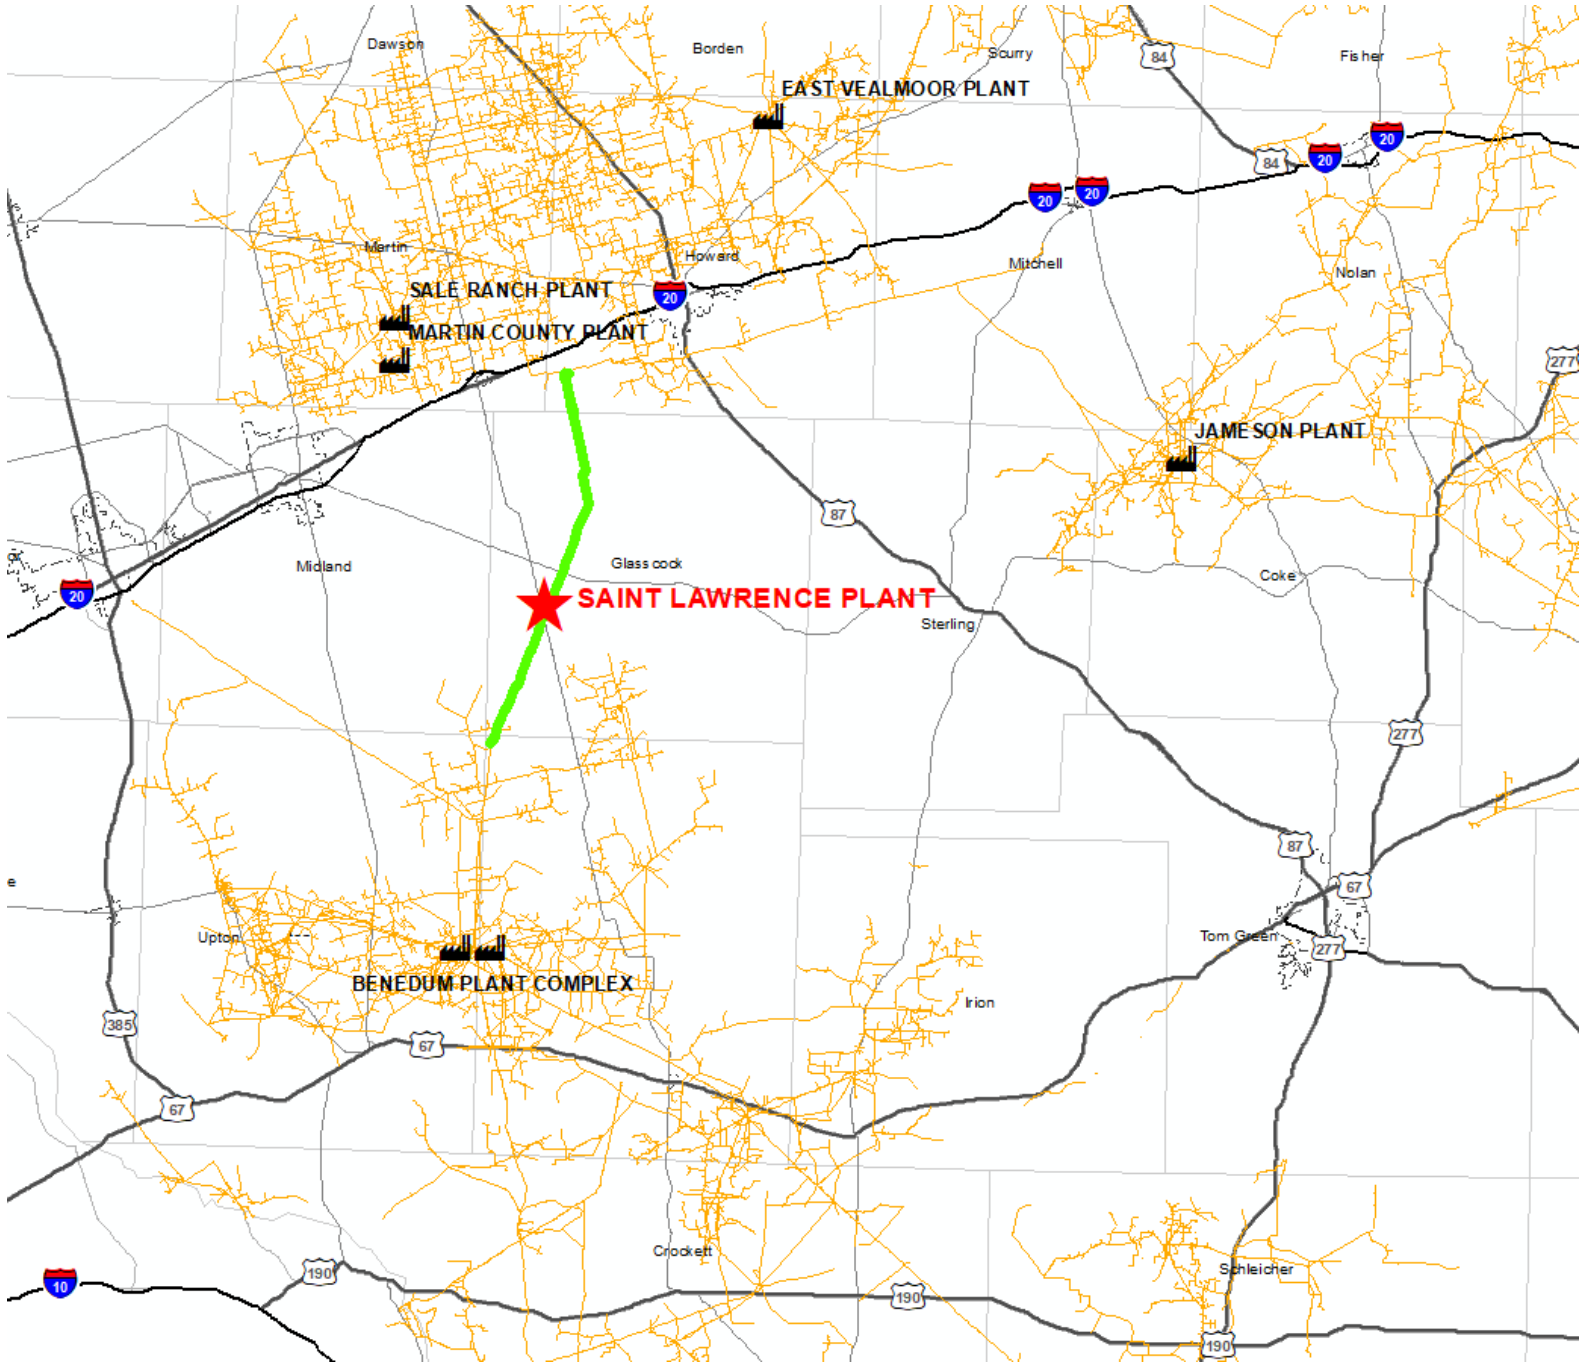 Dawson
Borden
Scurry
84
Fisher
EAST VEALMOOR PLANT
20
20
84
20
20
Martin
Howard
Mitchell
Nolan
SALE RANCH PLANT
20
MARTIN COUNTY PLANT
277
JAMESON PLANT
87
Midland
Glasscock
Coke
20
SAINT LAWRENCE PLANT
Sterling
277
87
67
e
Upton
Tom Green
277
BENEDUM PLANT COMPLEX
Irion
385
67
67
Crockett
Schleicher
10
190
190
190